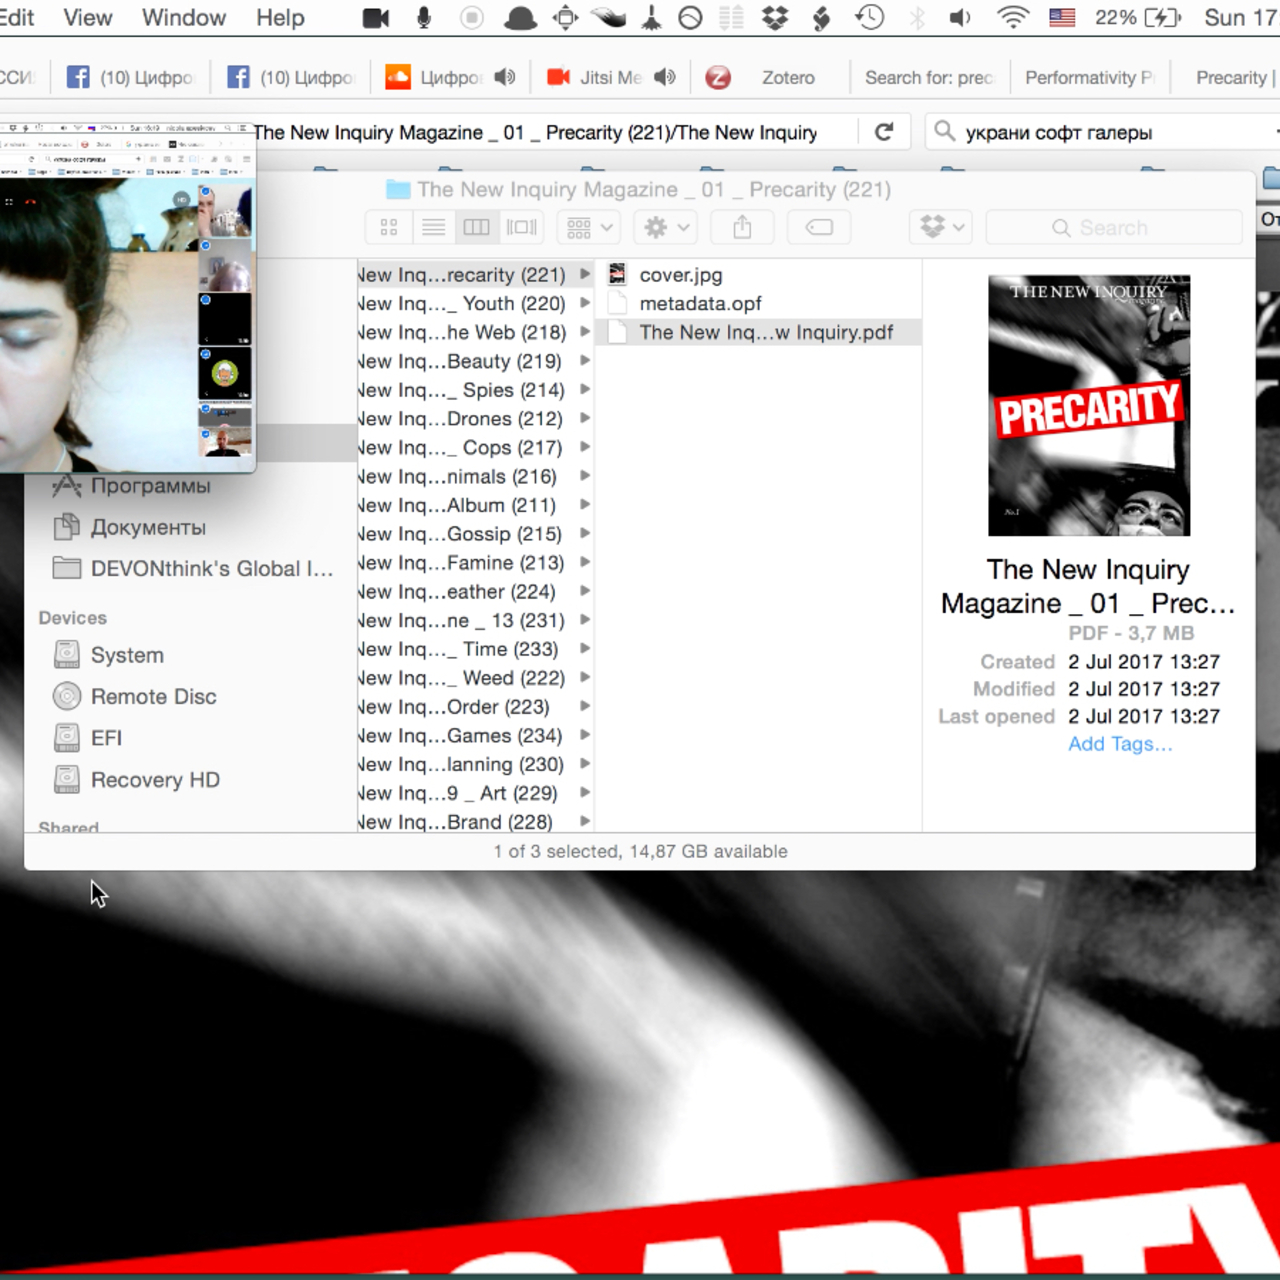 Edit View Window Help 22% Sun 17
(10) Цифро (10) Цифро Цифров Jitsi Me Zotero Search for: prec Performativity P Precarity |
The New Inquiry Magazine _ 01 _ Precarity (221)/The New Inquiry украни софт галеры
The New Inquiry Magazine _ 01 _ Precarity (221)
Search
От
New Inq...recarity (221)
New Inq..._ Youth (220)
New Inq...he Web (218)
New Inq...Beauty (219)
New Inq..._ Spies (214)
New Inq...Drones (212)
New Inq..._ Cops (217)
New Inq...nimals (216)
New Inq...Album (211)
New Inq...Gossip (215)
New Inq...Famine (213)
New Inq...eather (224)
New Inq...ne _ 13 (231)
New Inq..._ Time (233)
New Inq..._ Weed (222)
New Inq...Order (223)
New Inq...Games (234)
New Inq...lanning (230)
New Inq...9 _ Art (229)
New Inq...Brand (228)
cover.jpg
metadata.opf
The New Inq...w Inquiry.pdf
THE NEW INQUIRY
PRECARITY
No.1
The New Inquiry
Magazine _ 01 _ Prec...
PDF - 3,7 MB
Created 2 Jul 2017 13:27
Modified 2 Jul 2017 13:27
Last opened 2 Jul 2017 13:27
Add Tags...
Программы
Документы
DEVONthink's Global I...
Devices
System
Remote Disc
EFI
Recovery HD
Shared
1 of 3 selected, 14,87 GB available
CARITY